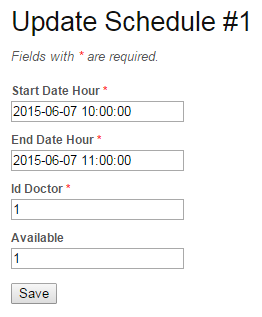 Update Schedule #1
Fields with * are required.
Start Date Hour *
2015-06-07 10:00:00
End Date Hour *
2015-06-07 11:00:00
Id Doctor *
1
Available
1
Save